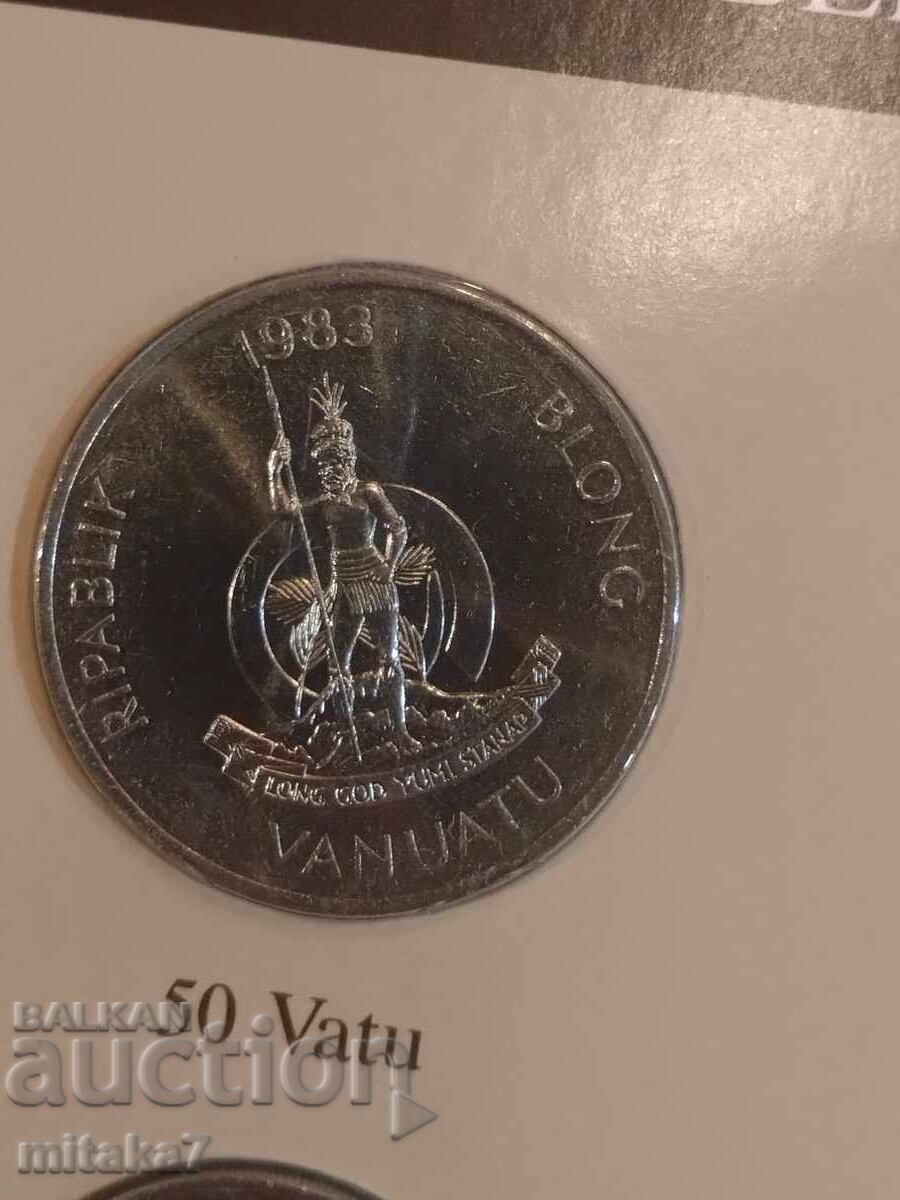 1983
RIPABLIK BLONG
LONG GOD YUMI STANAP
VANUATU
50 Vatu
BALKAN
auction
mitaka7